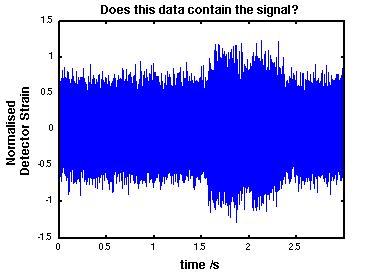 Does this data contain the signal?
1.5
1
0.5
0
-0.5
-1
-1.5
Normalised
Detector Strain
0 0.5 1 1.5 2 2.5
time /s